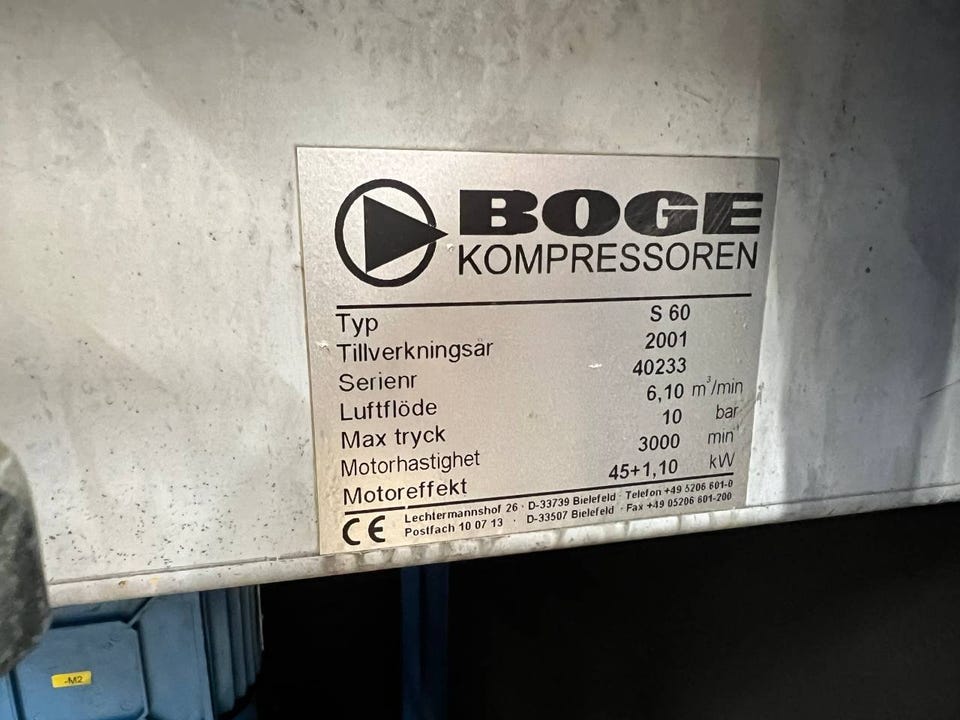 BOGE
KOMPRESSOREN
Typ S 60
Tillverkningsår 2001
Serienr 40233
Luftflöde 6,10 m³/min
Max tryck 10 bar
Motorhastighet 3000 min
Motoreffekt 45+1,10 kW
CE Lechtermannshof 26 · D-33739 Bielefeld · Telefon +49 5206 601-0
Postfach 10 07 13 · D-33507 Bielefeld · Fax +49 05206 601-200
-M2